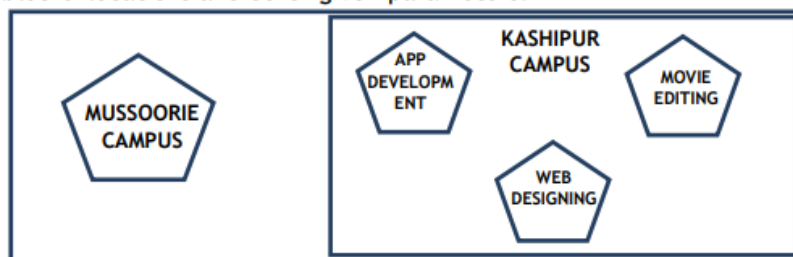 MUSSOORIE
CAMPUS
APP
DEVELOPM
ENT
KASHIPUR
CAMPUS
MOVIE
EDITING
WEB
DESIGNING